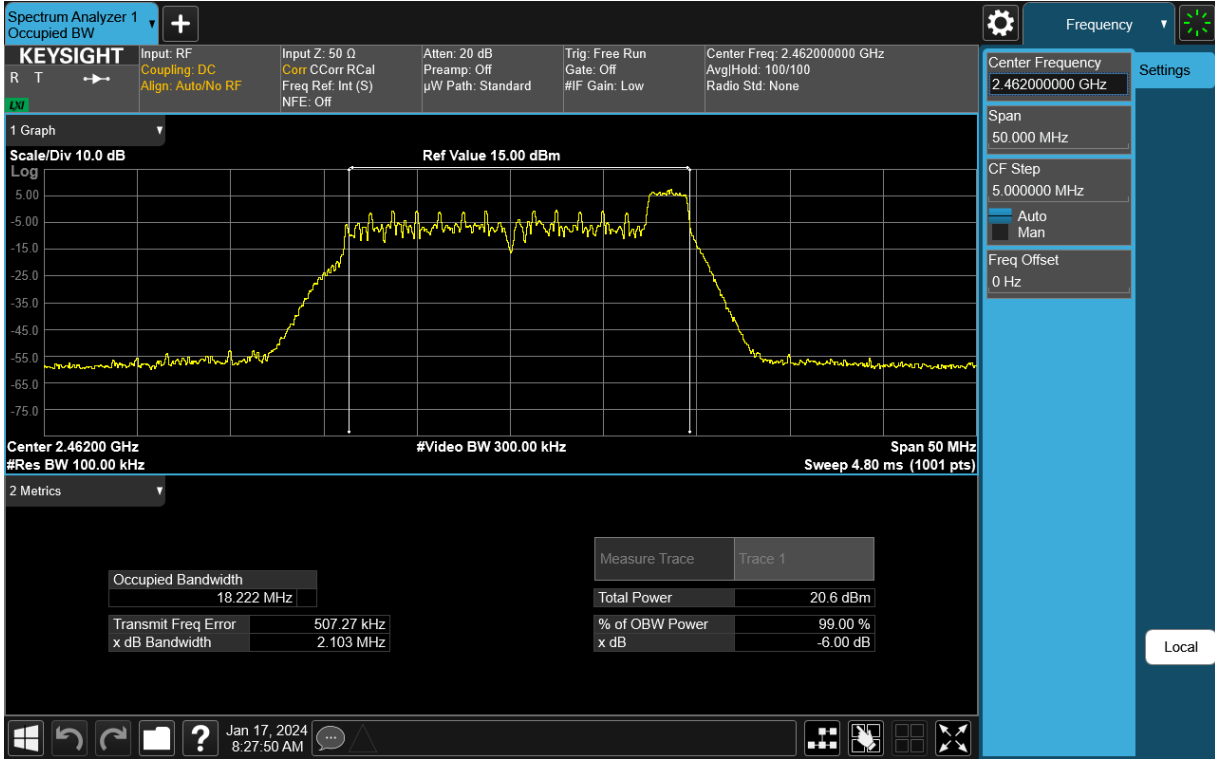 Spectrum Analyzer 1
Occupied BW
Frequency
KEYSIGHT
R T
LXI
Input: RF
Coupling: DC
Align: Auto/No RF
Input Z: 50 Ω
Corr CCorr RCal
Freq Ref: Int (S)
NFE: Off
Atten: 20 dB
Preamp: Off
µW Path: Standard
Trig: Free Run
Gate: Off
#IF Gain: Low
Center Freq: 2.462000000 GHz
Avg|Hold: 100/100
Radio Std: None
Center Frequency
2.462000000 GHz
Settings
Span
50.000 MHz
CF Step
5.000000 MHz
Auto
Man
Freq Offset
0 Hz
Local
1 Graph
Scale/Div 10.0 dB
Ref Value 15.00 dBm
Log
5.00
-5.00
-15.0
-25.0
-35.0
-45.0
-55.0
-65.0
-75.0
Center 2.46200 GHz
#Video BW 300.00 kHz
Span 50 MHz
#Res BW 100.00 kHz
Sweep 4.80 ms (1001 pts)
2 Metrics
Measure Trace Trace 1
Occupied Bandwidth
18.222 MHz
Total Power 20.6 dBm
Transmit Freq Error 507.27 kHz
% of OBW Power 99.00 %
x dB Bandwidth 2.103 MHz
x dB -6.00 dB
?
Jan 17, 2024
8:27:50 AM